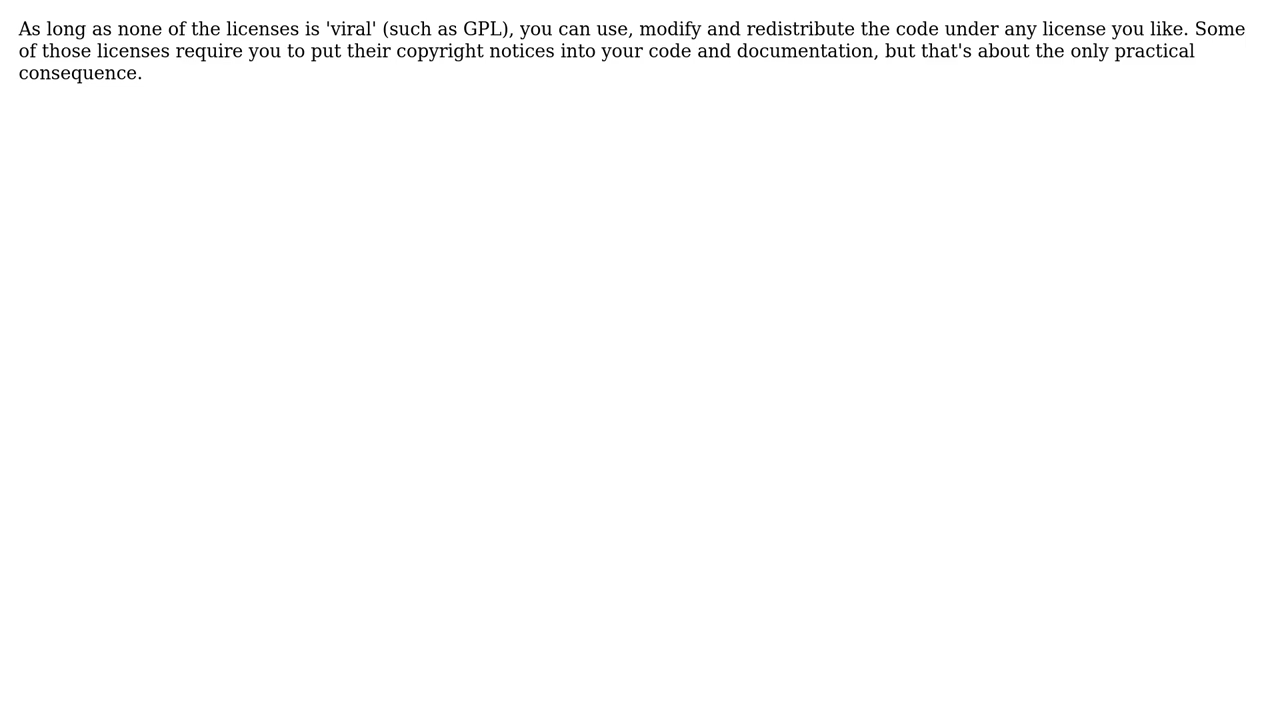 As long as none of the licenses is 'viral' (such as GPL), you can use, modify and redistribute the code under any license you like. Some
of those licenses require you to put their copyright notices into your code and documentation, but that's about the only practical
consequence.